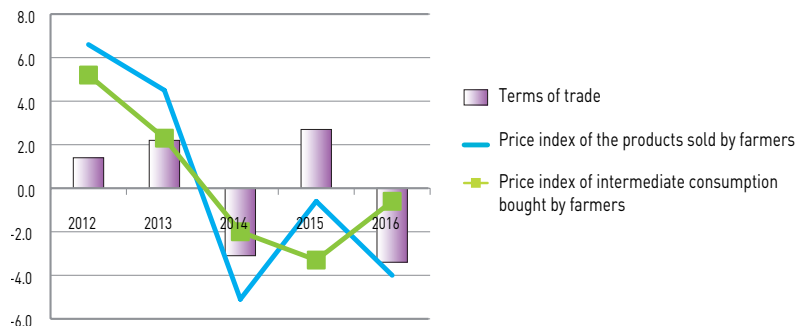 8.0
6.0
4.0
2.0
0.0
2012 2013 2014 2015 2016
-2.0
-4.0
-6.0
Terms of trade
Price index of the products sold by farmers
Price index of intermediate consumption
bought by farmers